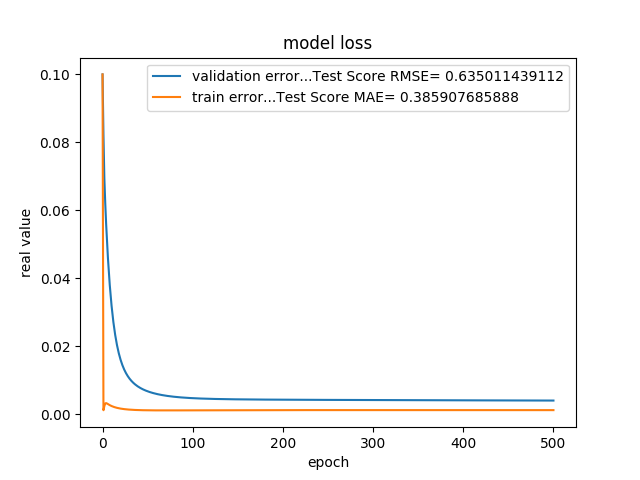 model loss
validation error...Test Score RMSE= 0.635011439112
train error...Test Score MAE= 0.385907685888
real value
0.10
0.08
0.06
0.04
0.02
0.00
0 100 200 300 400 500
epoch